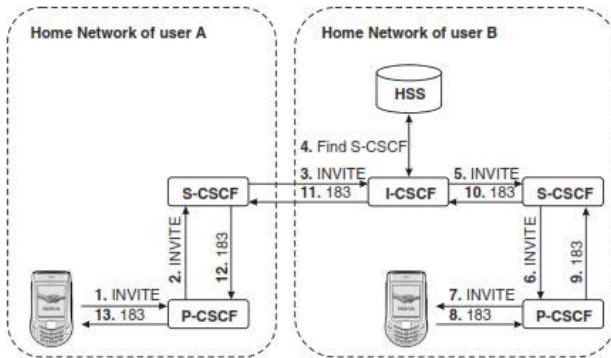 Home Network of user A
Home Network of user B
HSS
4. Find S-CSCF
3. INVITE
5. INVITE
S-CSCF
11. 183
I-CSCF
10. 183
S-CSCF
2. INVITE
12. 183
6. INVITE
9. 183
1. INVITE
7. INVITE
13. 183
P-CSCF
8. 183
P-CSCF